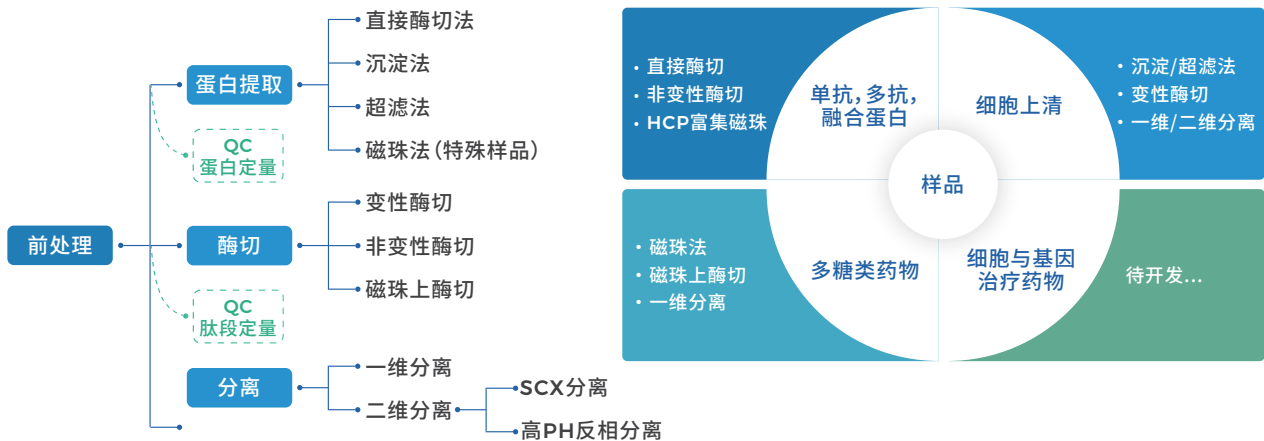 前处理
蛋白提取
直接酶切法
沉淀法
超滤法
磁珠法(特殊样品)
QC
蛋白定量
酶切
变性酶切
非变性酶切
磁珠上酶切
QC
肽段定量
分离
一维分离
二维分离
SCX分离
高PH反相分离
• 直接酶切
• 非变性酶切
• HCP富集磁珠
单抗，多抗，
融合蛋白
细胞上清
• 沉淀/超滤法
• 变性酶切
• 一维/二维分离
样品
• 磁珠法
• 磁珠上酶切
• 一维分离
多糖类药物
细胞与基因
治疗药物
待开发...